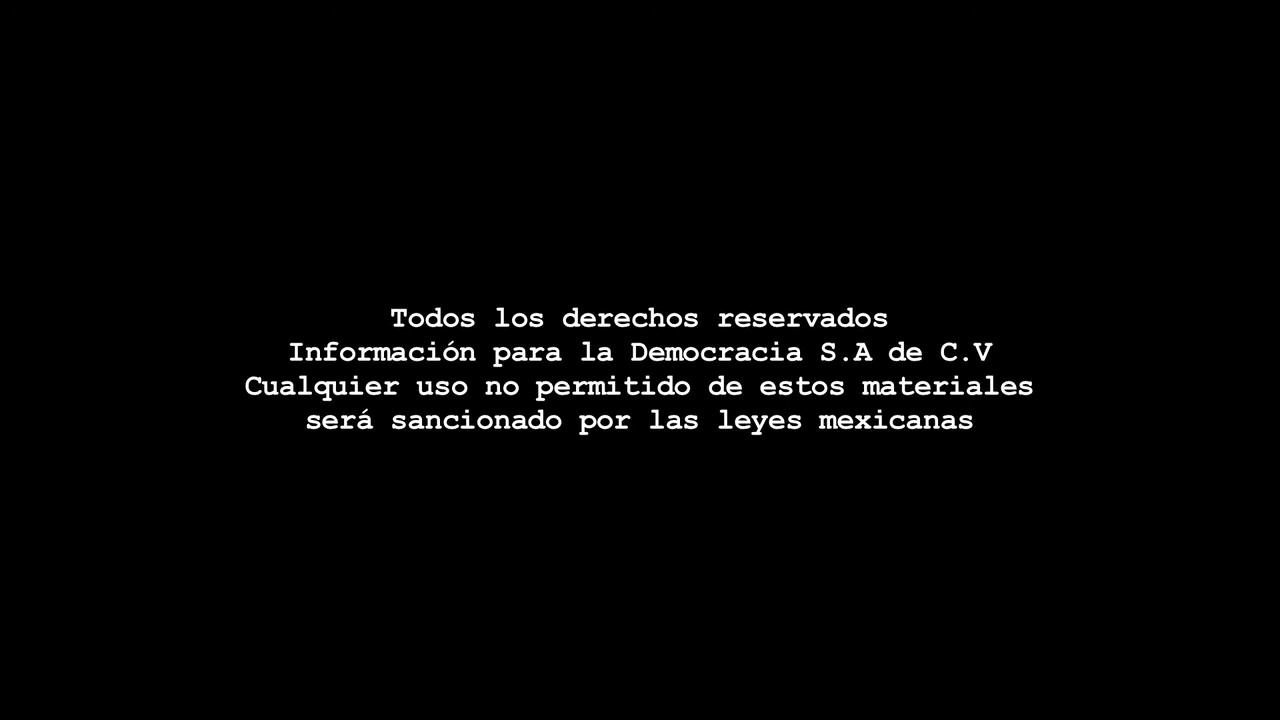 Todos los derechos reservados
Información para la Democracia S.A de C.V
Cualquier uso no permitido de estos materiales
será sancionado por las leyes mexicanas